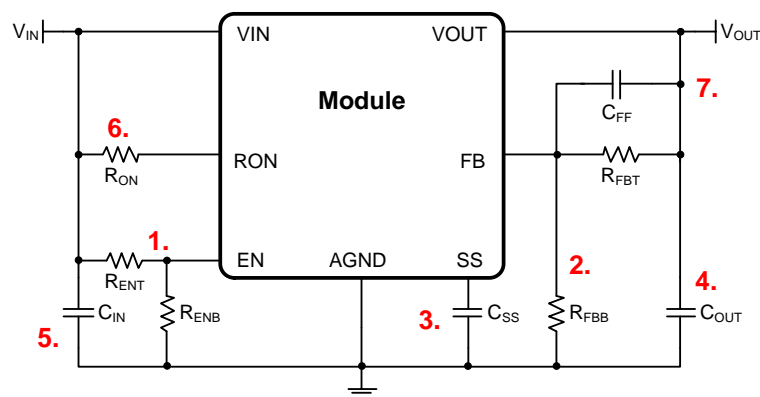 VIN
VIN
VOUT
VOUT
Module
7.
CFF
6.
RON
FB
RON
RFBT
1.
EN
AGND
SS
2.
4.
RENT
CIN
RENB
3.
CSS
RFBB
COUT
5.